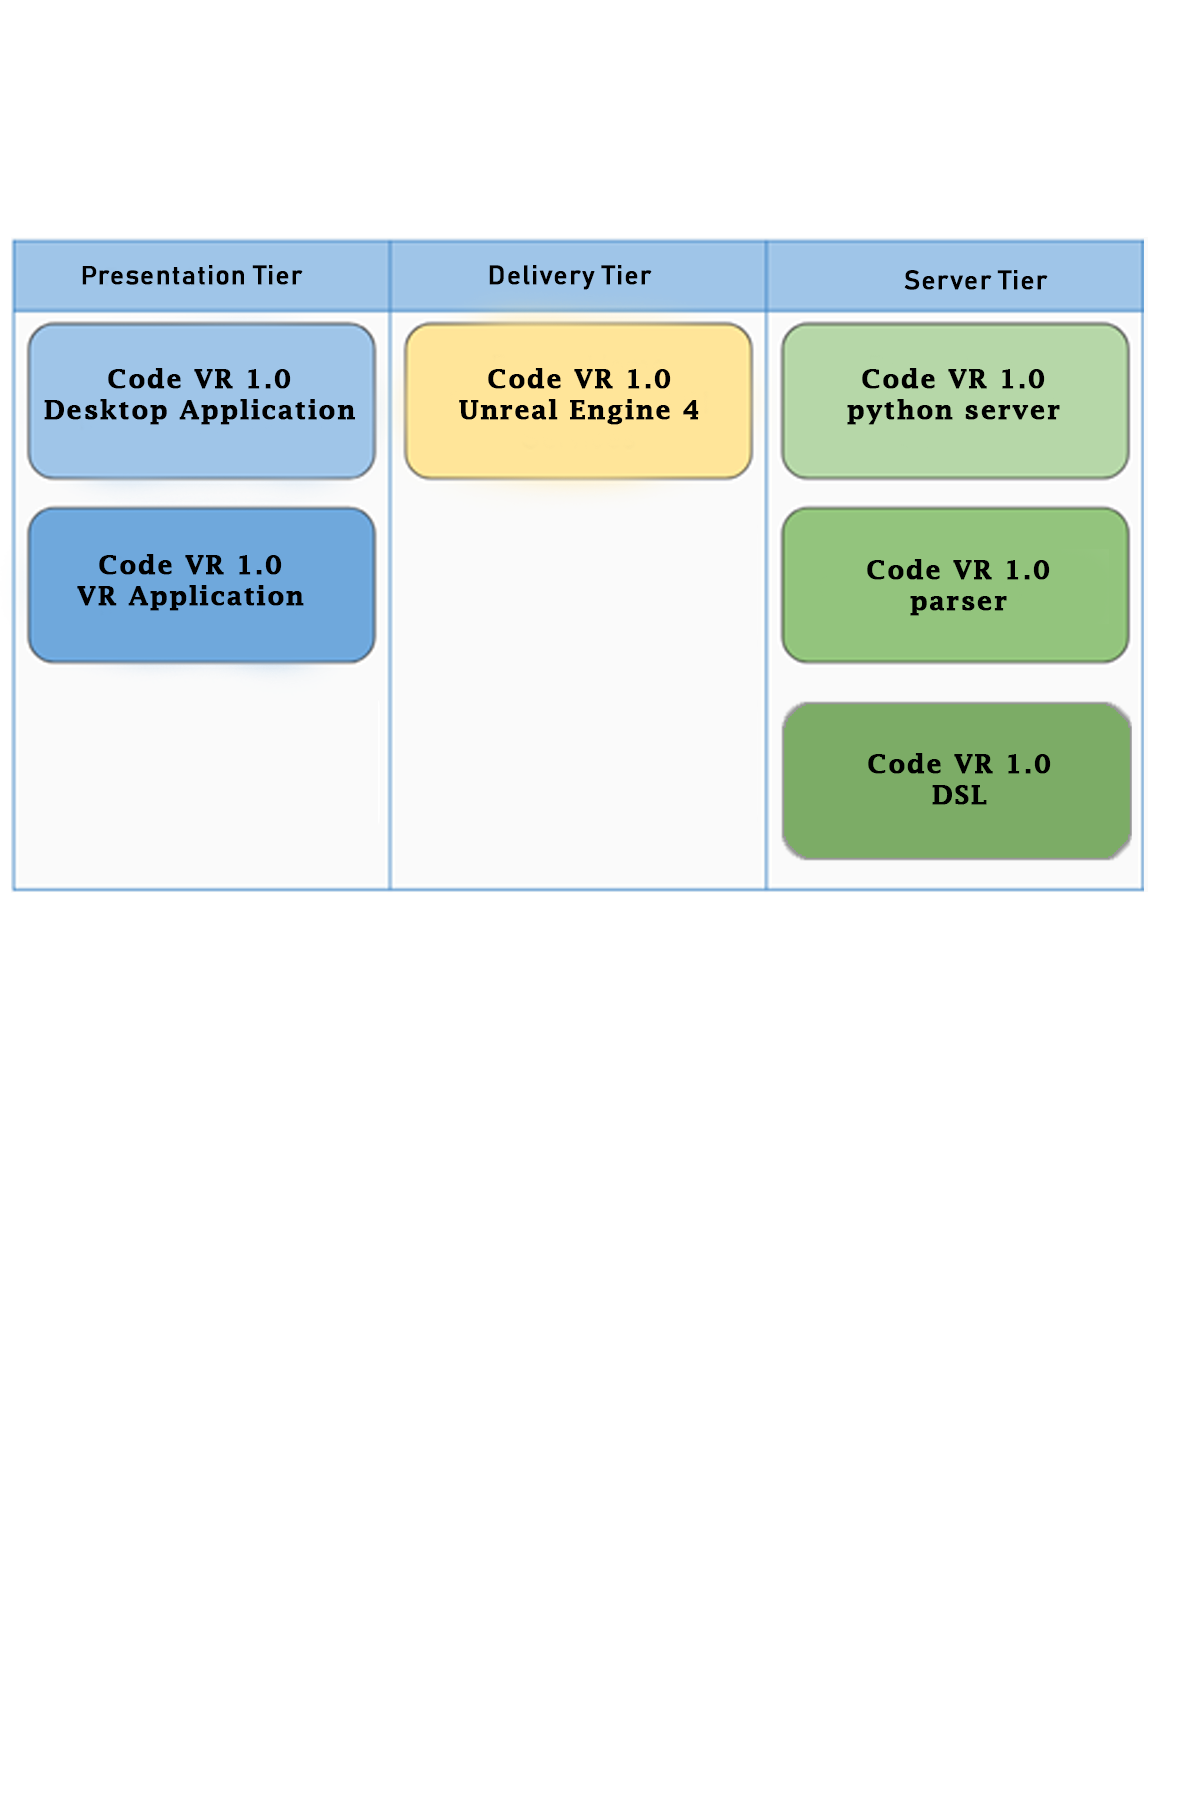 Presentation Tier
Delivery Tier
Server Tier
Code VR 1.0
Desktop Application
Code VR 1.0
Unreal Engine 4
Code VR 1.0
python server
Code VR 1.0
VR Application
Code VR 1.0
parser
Code VR 1.0
DSL